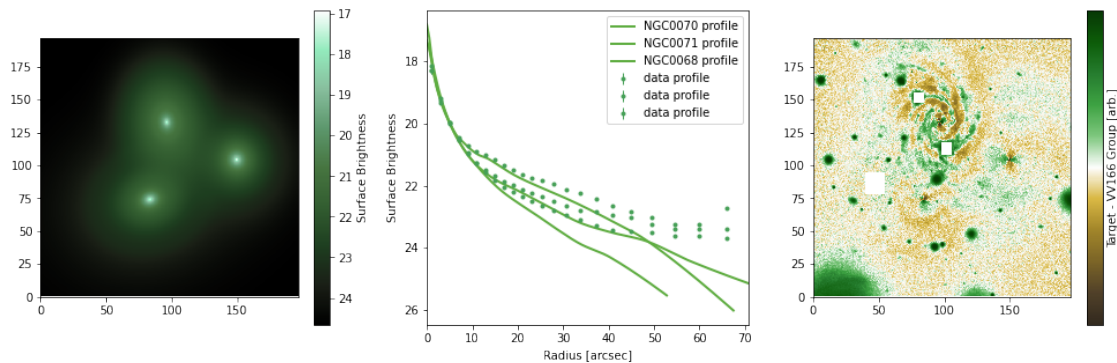 175
150
125
100
75
50
25
0
0 50 100 150
17
18
19
20
21
22
23
24
Surface Brightness
Surface Brightness
18
20
22
24
26
0 10 20 30 40 50 60 70
Radius [arcsec]
NGC0070 profile
NGC0071 profile
NGC0068 profile
data profile
data profile
data profile
175
150
125
100
75
50
25
0
0 50 100 150
Target - VV166 Group [arb.]